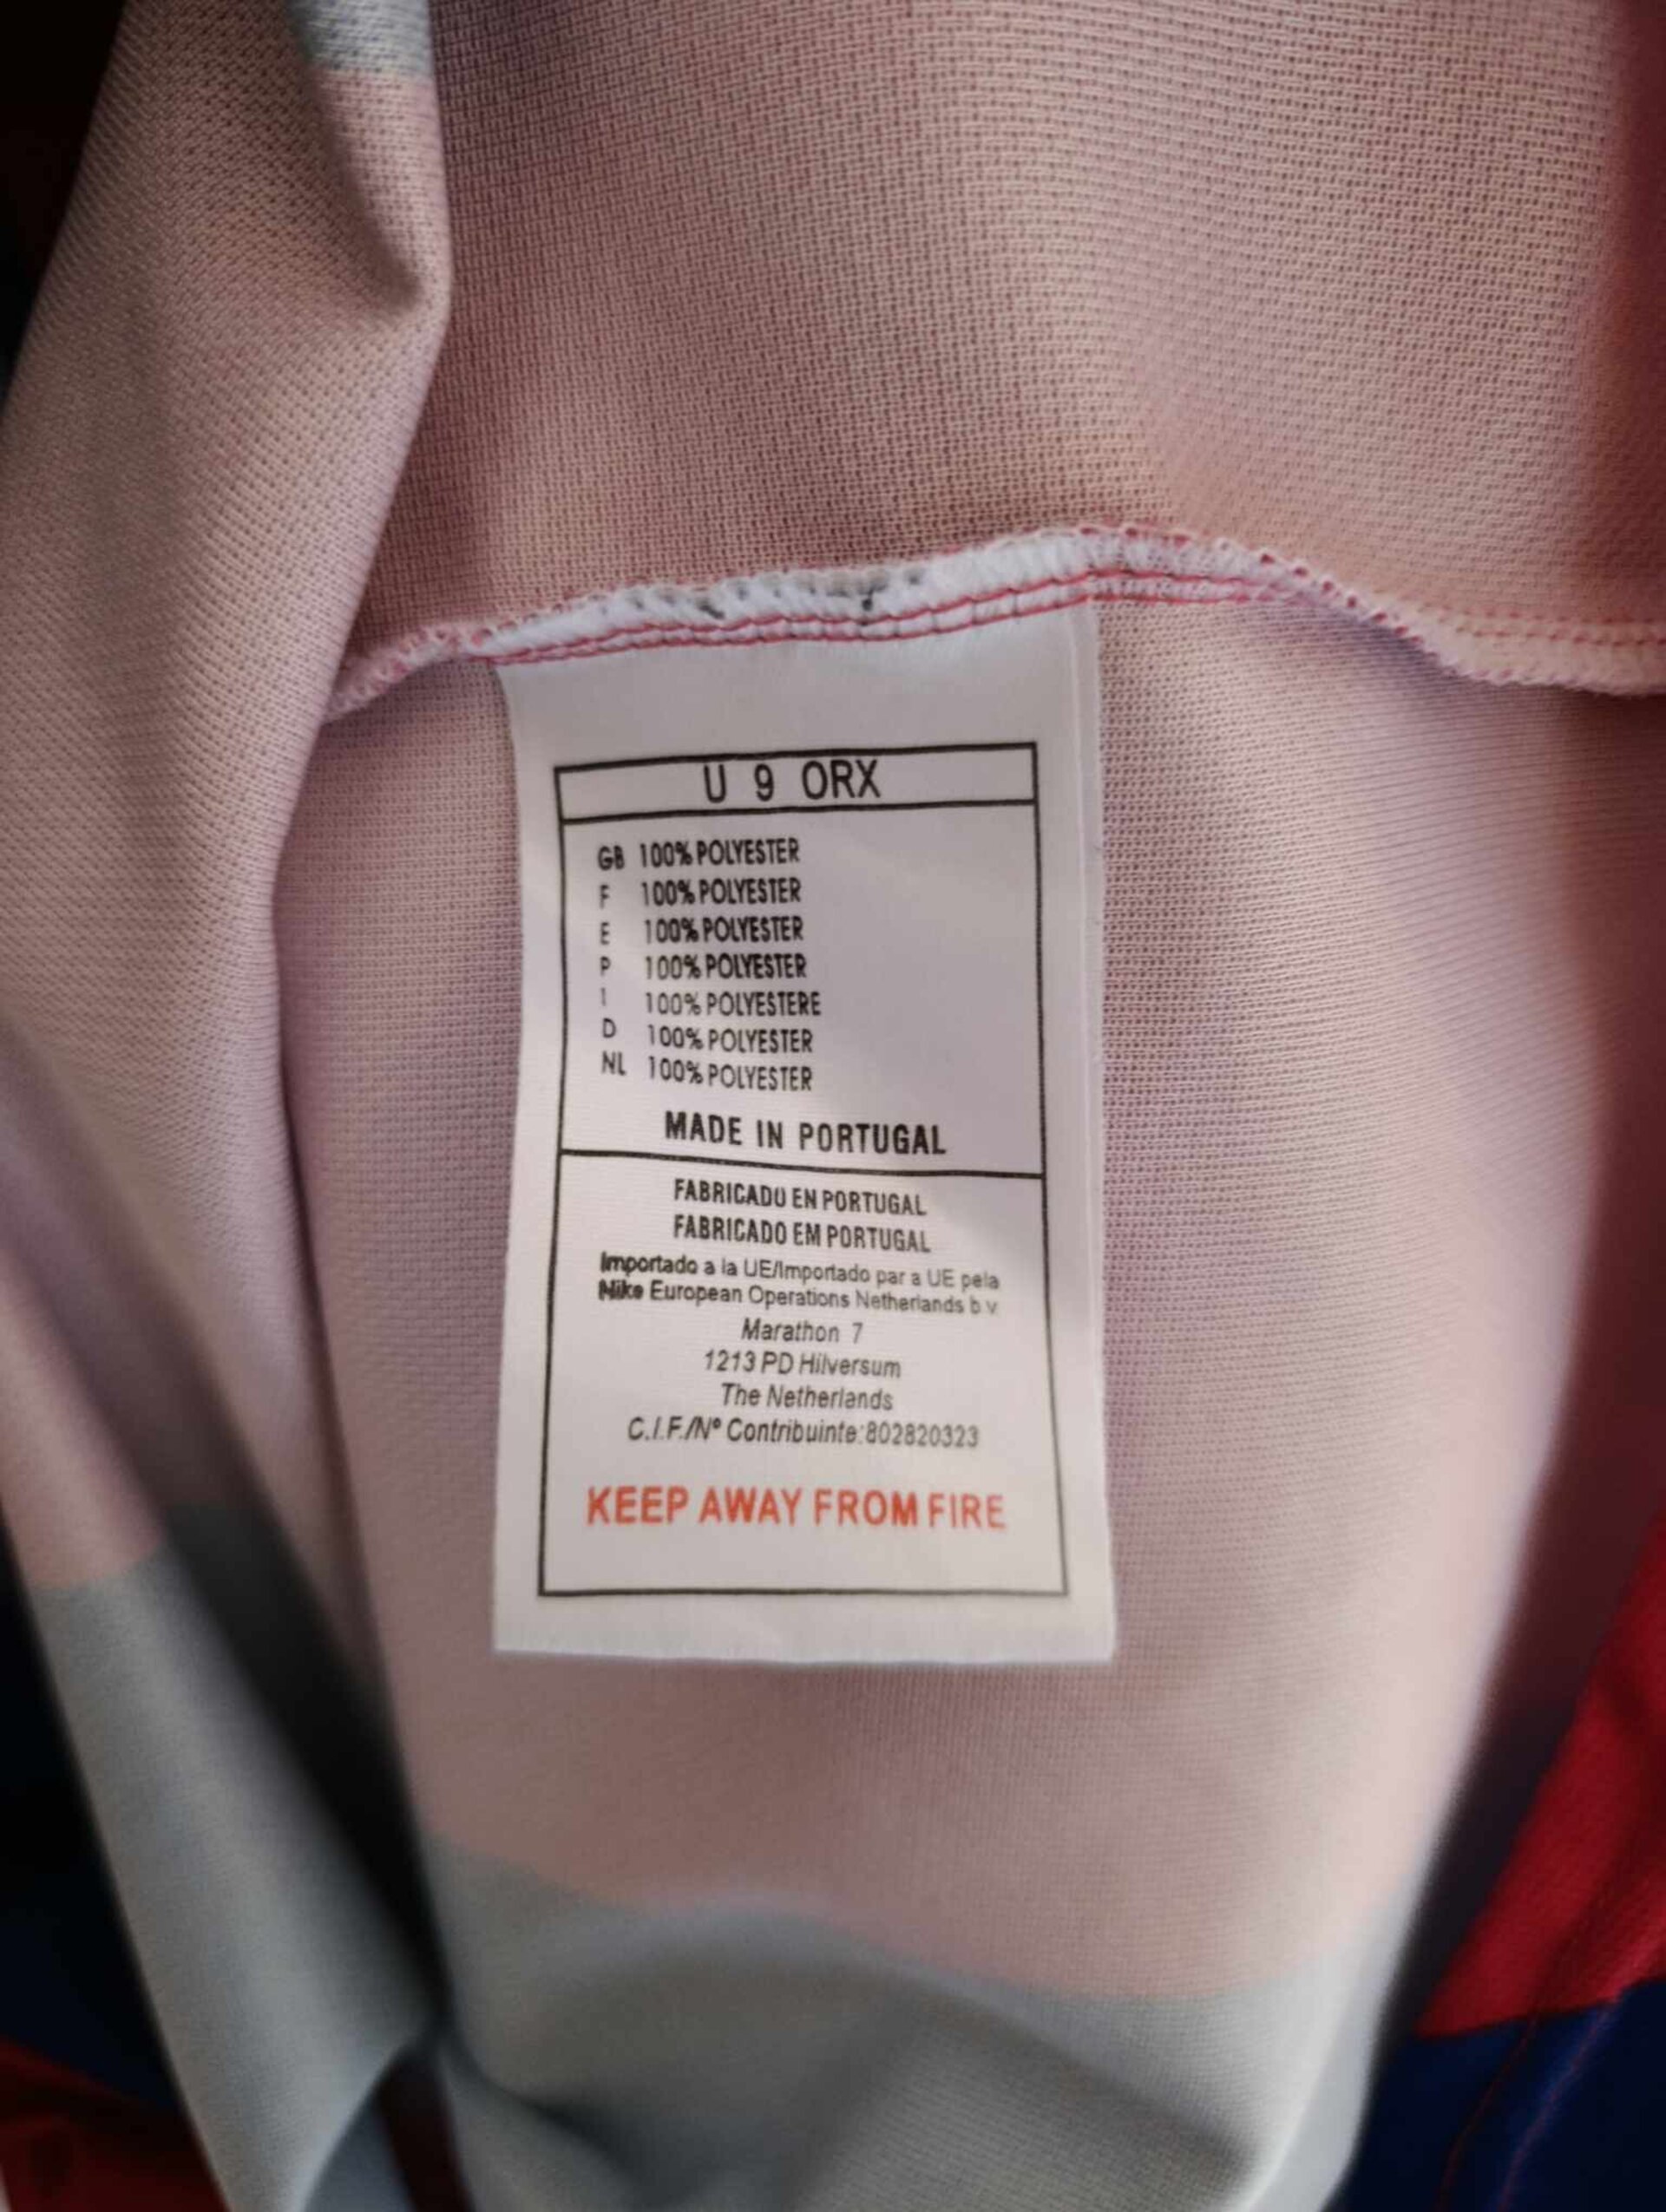 U 9 ORX
GB 100% POLYESTER
F 100% POLYESTER
E 100% POLYESTER
P 100% POLYESTER
I 100% POLYESTERE
D 100% POLYESTER
NL 100% POLYESTER
MADE IN PORTUGAL
FABRICADO EN PORTUGAL
FABRICADO EM PORTUGAL
Importado a la UE/Importado par a UE pela
Nike European Operations Netherlands b v
Marathon 7
1213 PD Hilversum
The Netherlands
C.I.F./Nº Contribuinte:802820323
KEEP AWAY FROM FIRE